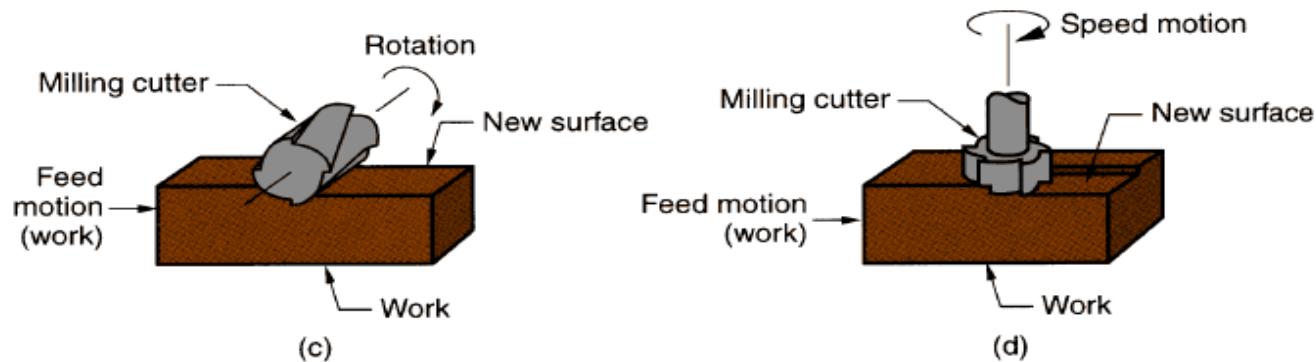 Rotation
Milling cutter
New surface
Feed
motion
(work)
Work
(c)
Speed motion
Milling cutter
New surface
Feed motion
(work)
Work
(d)